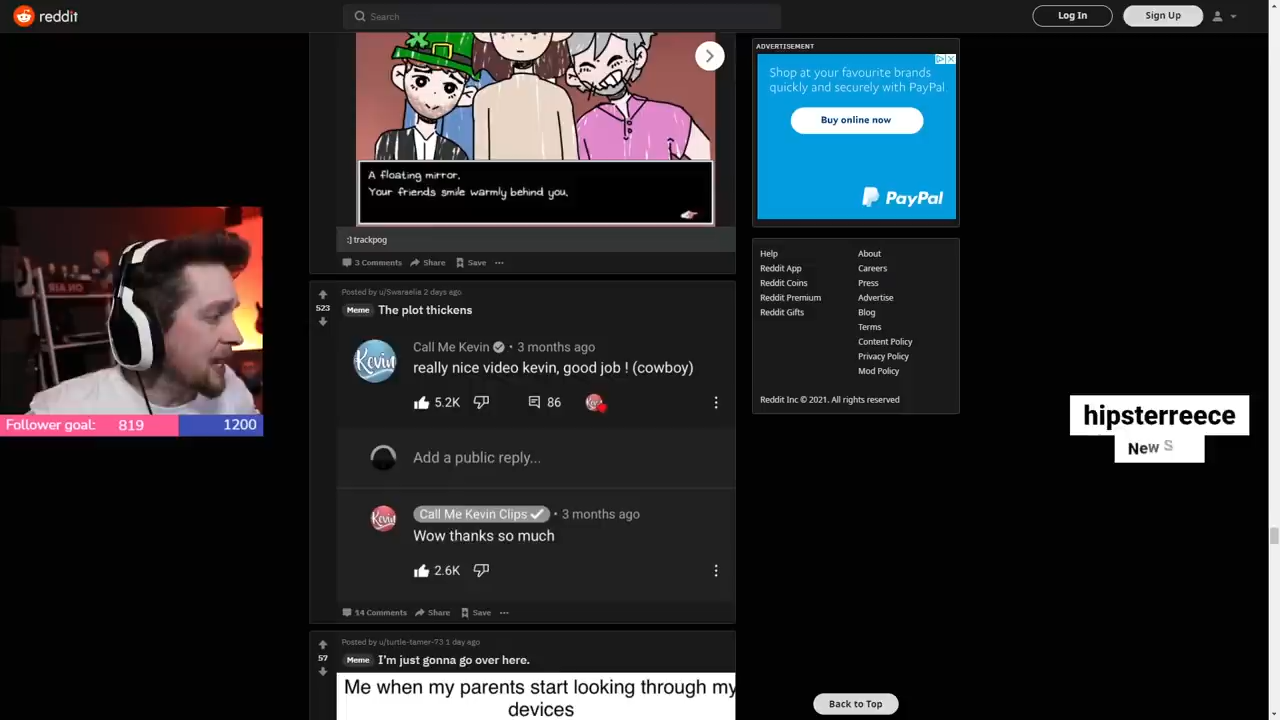 reddit
Search
Log In
Sign Up
A floating mirror.
Your friends smile warmly behind you.
:] trackpog
3 Comments Share Save
ADVERTISEMENT
Shop at your favourite brands
quickly and securely with PayPal
Buy online now
PayPal
Help
About
Reddit App
Careers
Reddit Coins
Press
Reddit Premium
Advertise
Reddit Gifts
Blog
Terms
Content Policy
Privacy Policy
Mod Policy
Reddit Inc © 2021. All rights reserved
ON AIR
Follower goal: 819 1200
Posted by u/Swaraelia 2 days ago
523
Meme The plot thickens
Kevin
Call Me Kevin • 3 months ago
really nice video kevin, good job ! (cowboy)
5.2K 86
Add a public reply...
Kevin
Call Me Kevin Clips • 3 months ago
Wow thanks so much
2.6K
14 Comments Share Save
hipsterreece
New S
Posted by u/turtle-tamer-73 1 day ago
57
Meme I'm just gonna go over here.
Me when my parents start looking through my
devices
Back to Top